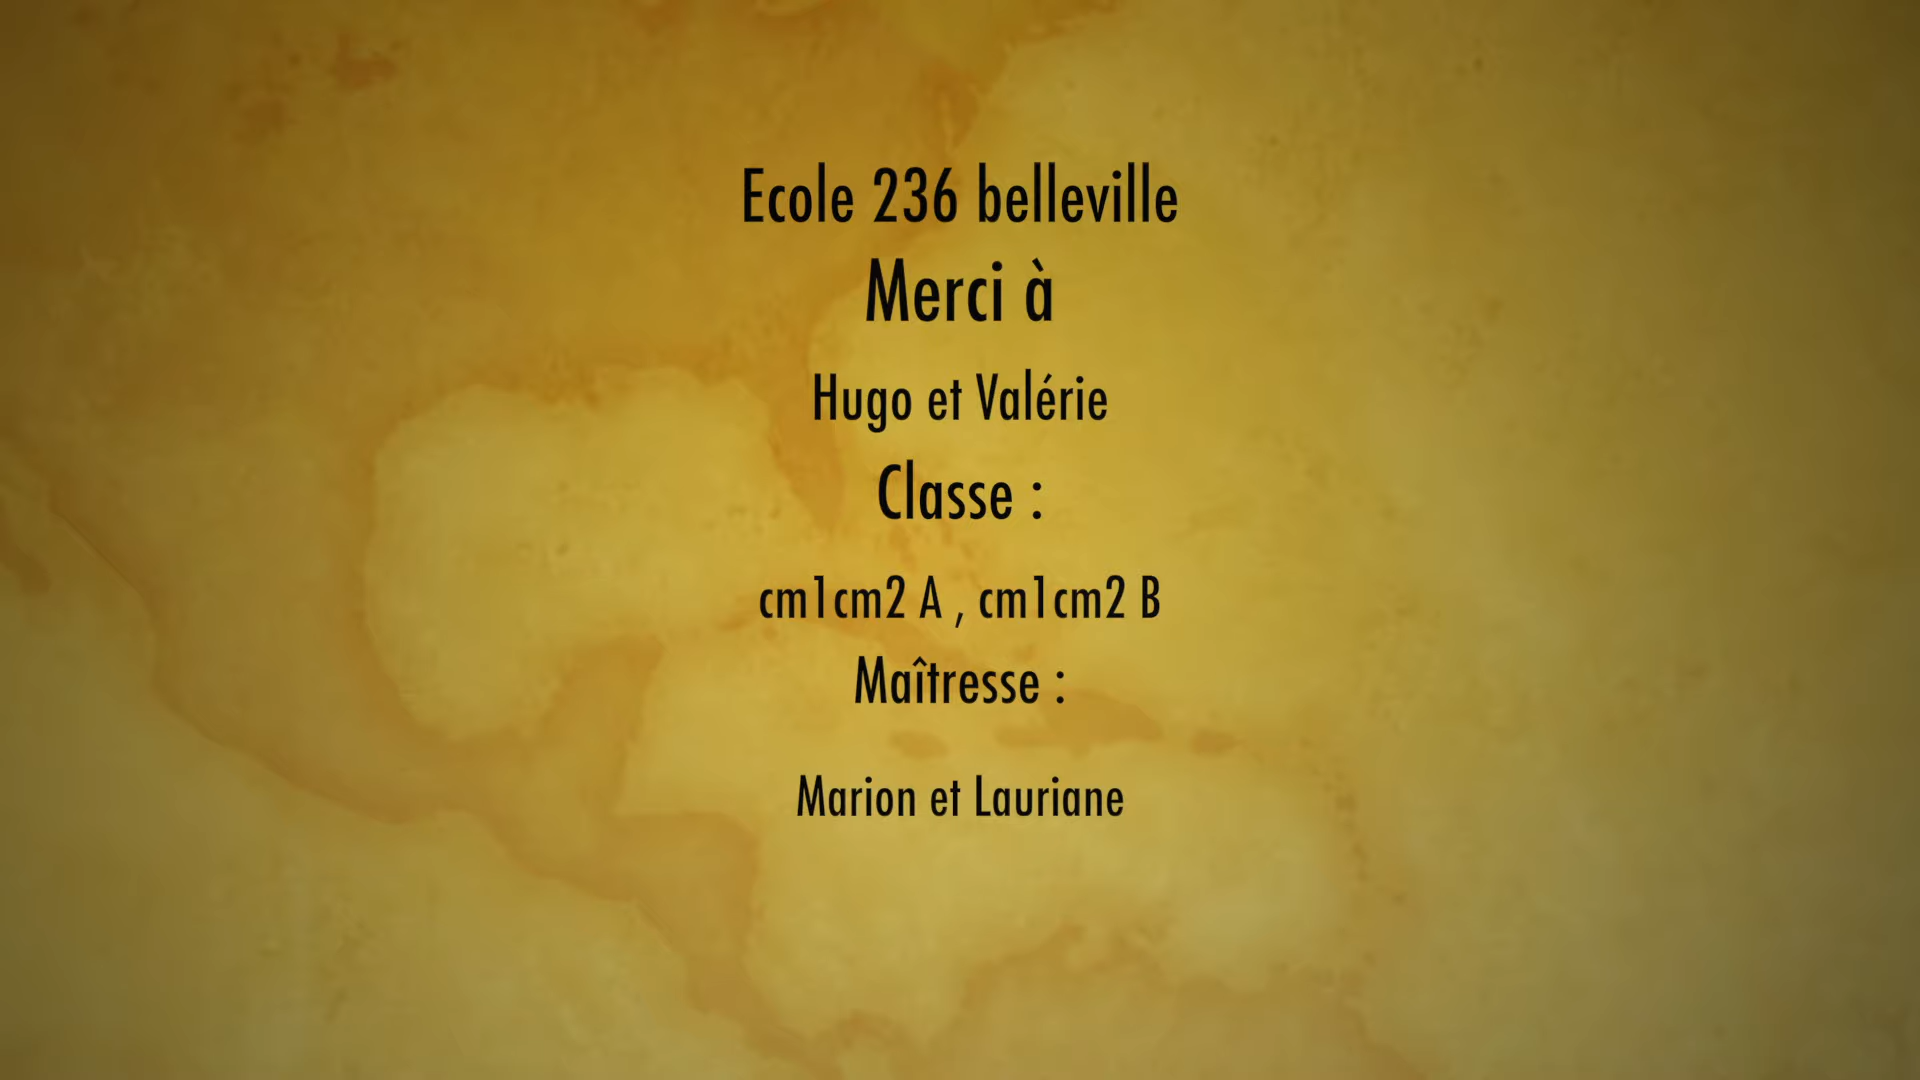 Ecole 236 belleville
Merci à
Hugo et Valérie
Classe :
cm1cm2 A , cm1cm2 B
Maîtresse :
Marion et Lauriane